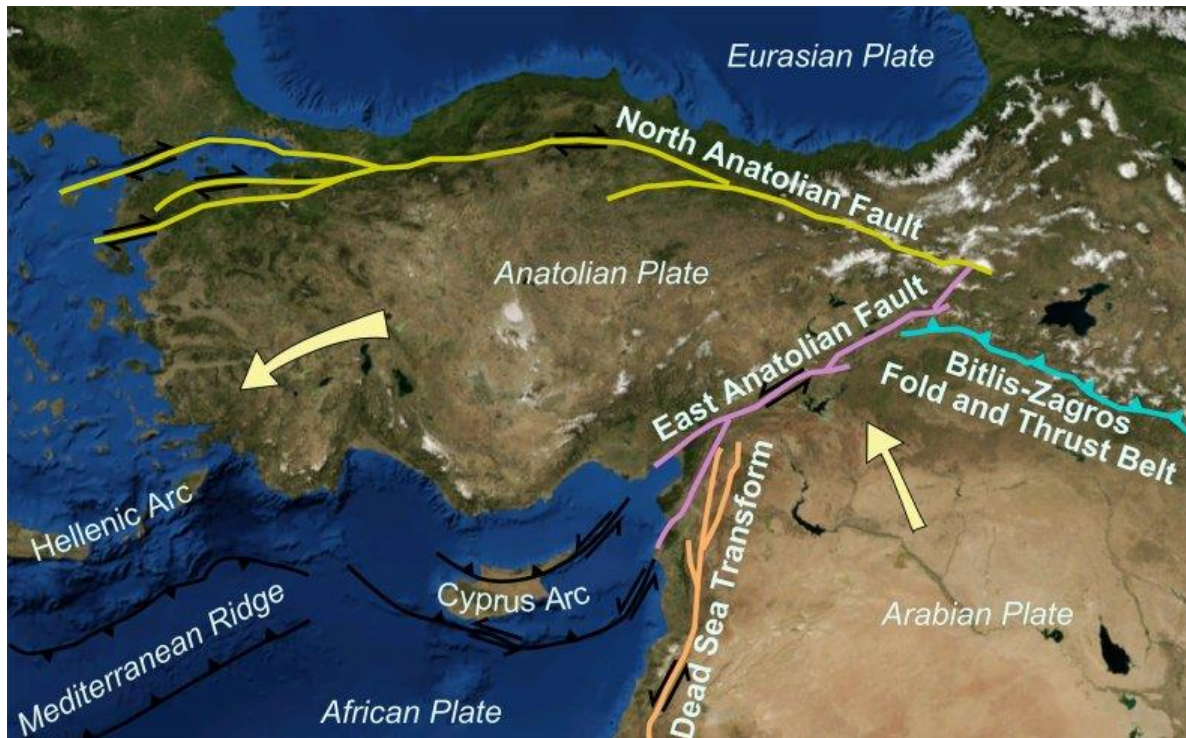 Eurasian Plate
North Anatolian Fault
Anatolian Plate
East Anatolian Fault
Bitlis-Zagros
Fold and Thrust Belt
Hellenic Arc
Cyprus Arc
Dead Sea Transform
Arabian Plate
Mediterranean Ridge
African Plate